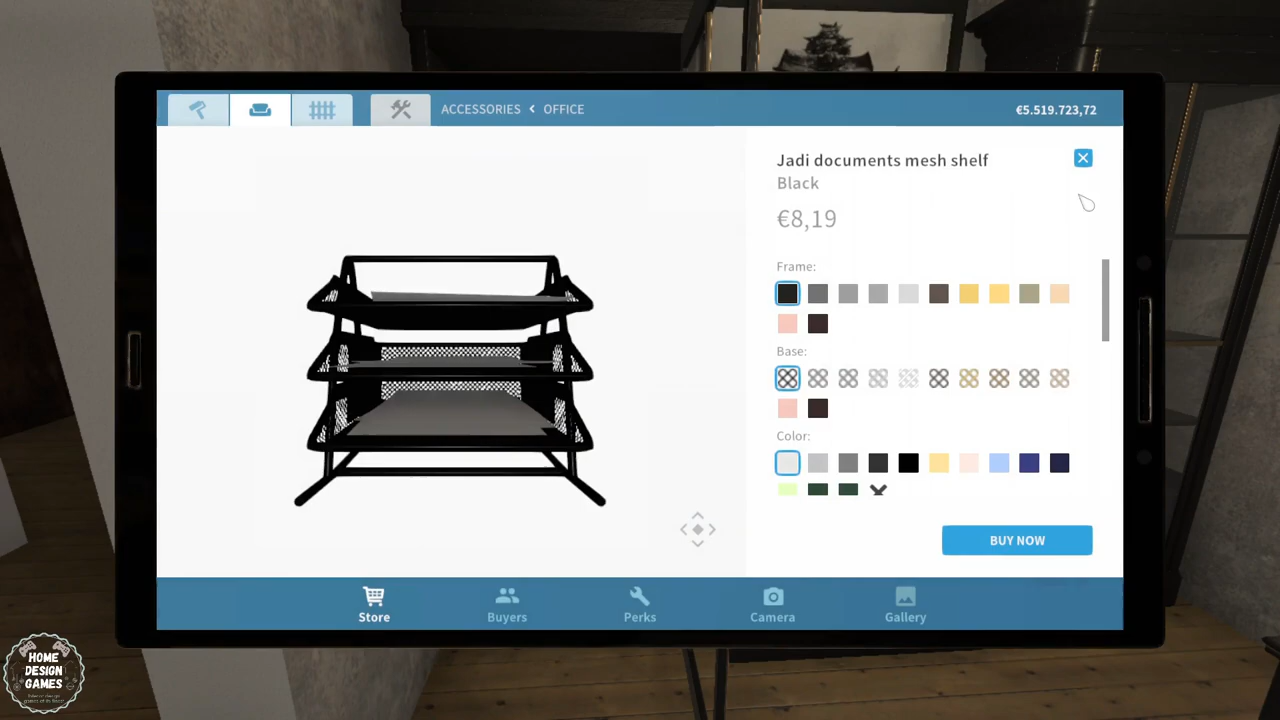 ACCESSORIES < OFFICE
€5.519.723,72
Jadi documents mesh shelf
Black
€8,19
Frame:
Base:
Color:
BUY NOW
Store
Buyers
Perks
Camera
Gallery
HOME
DESIGN
GAMES